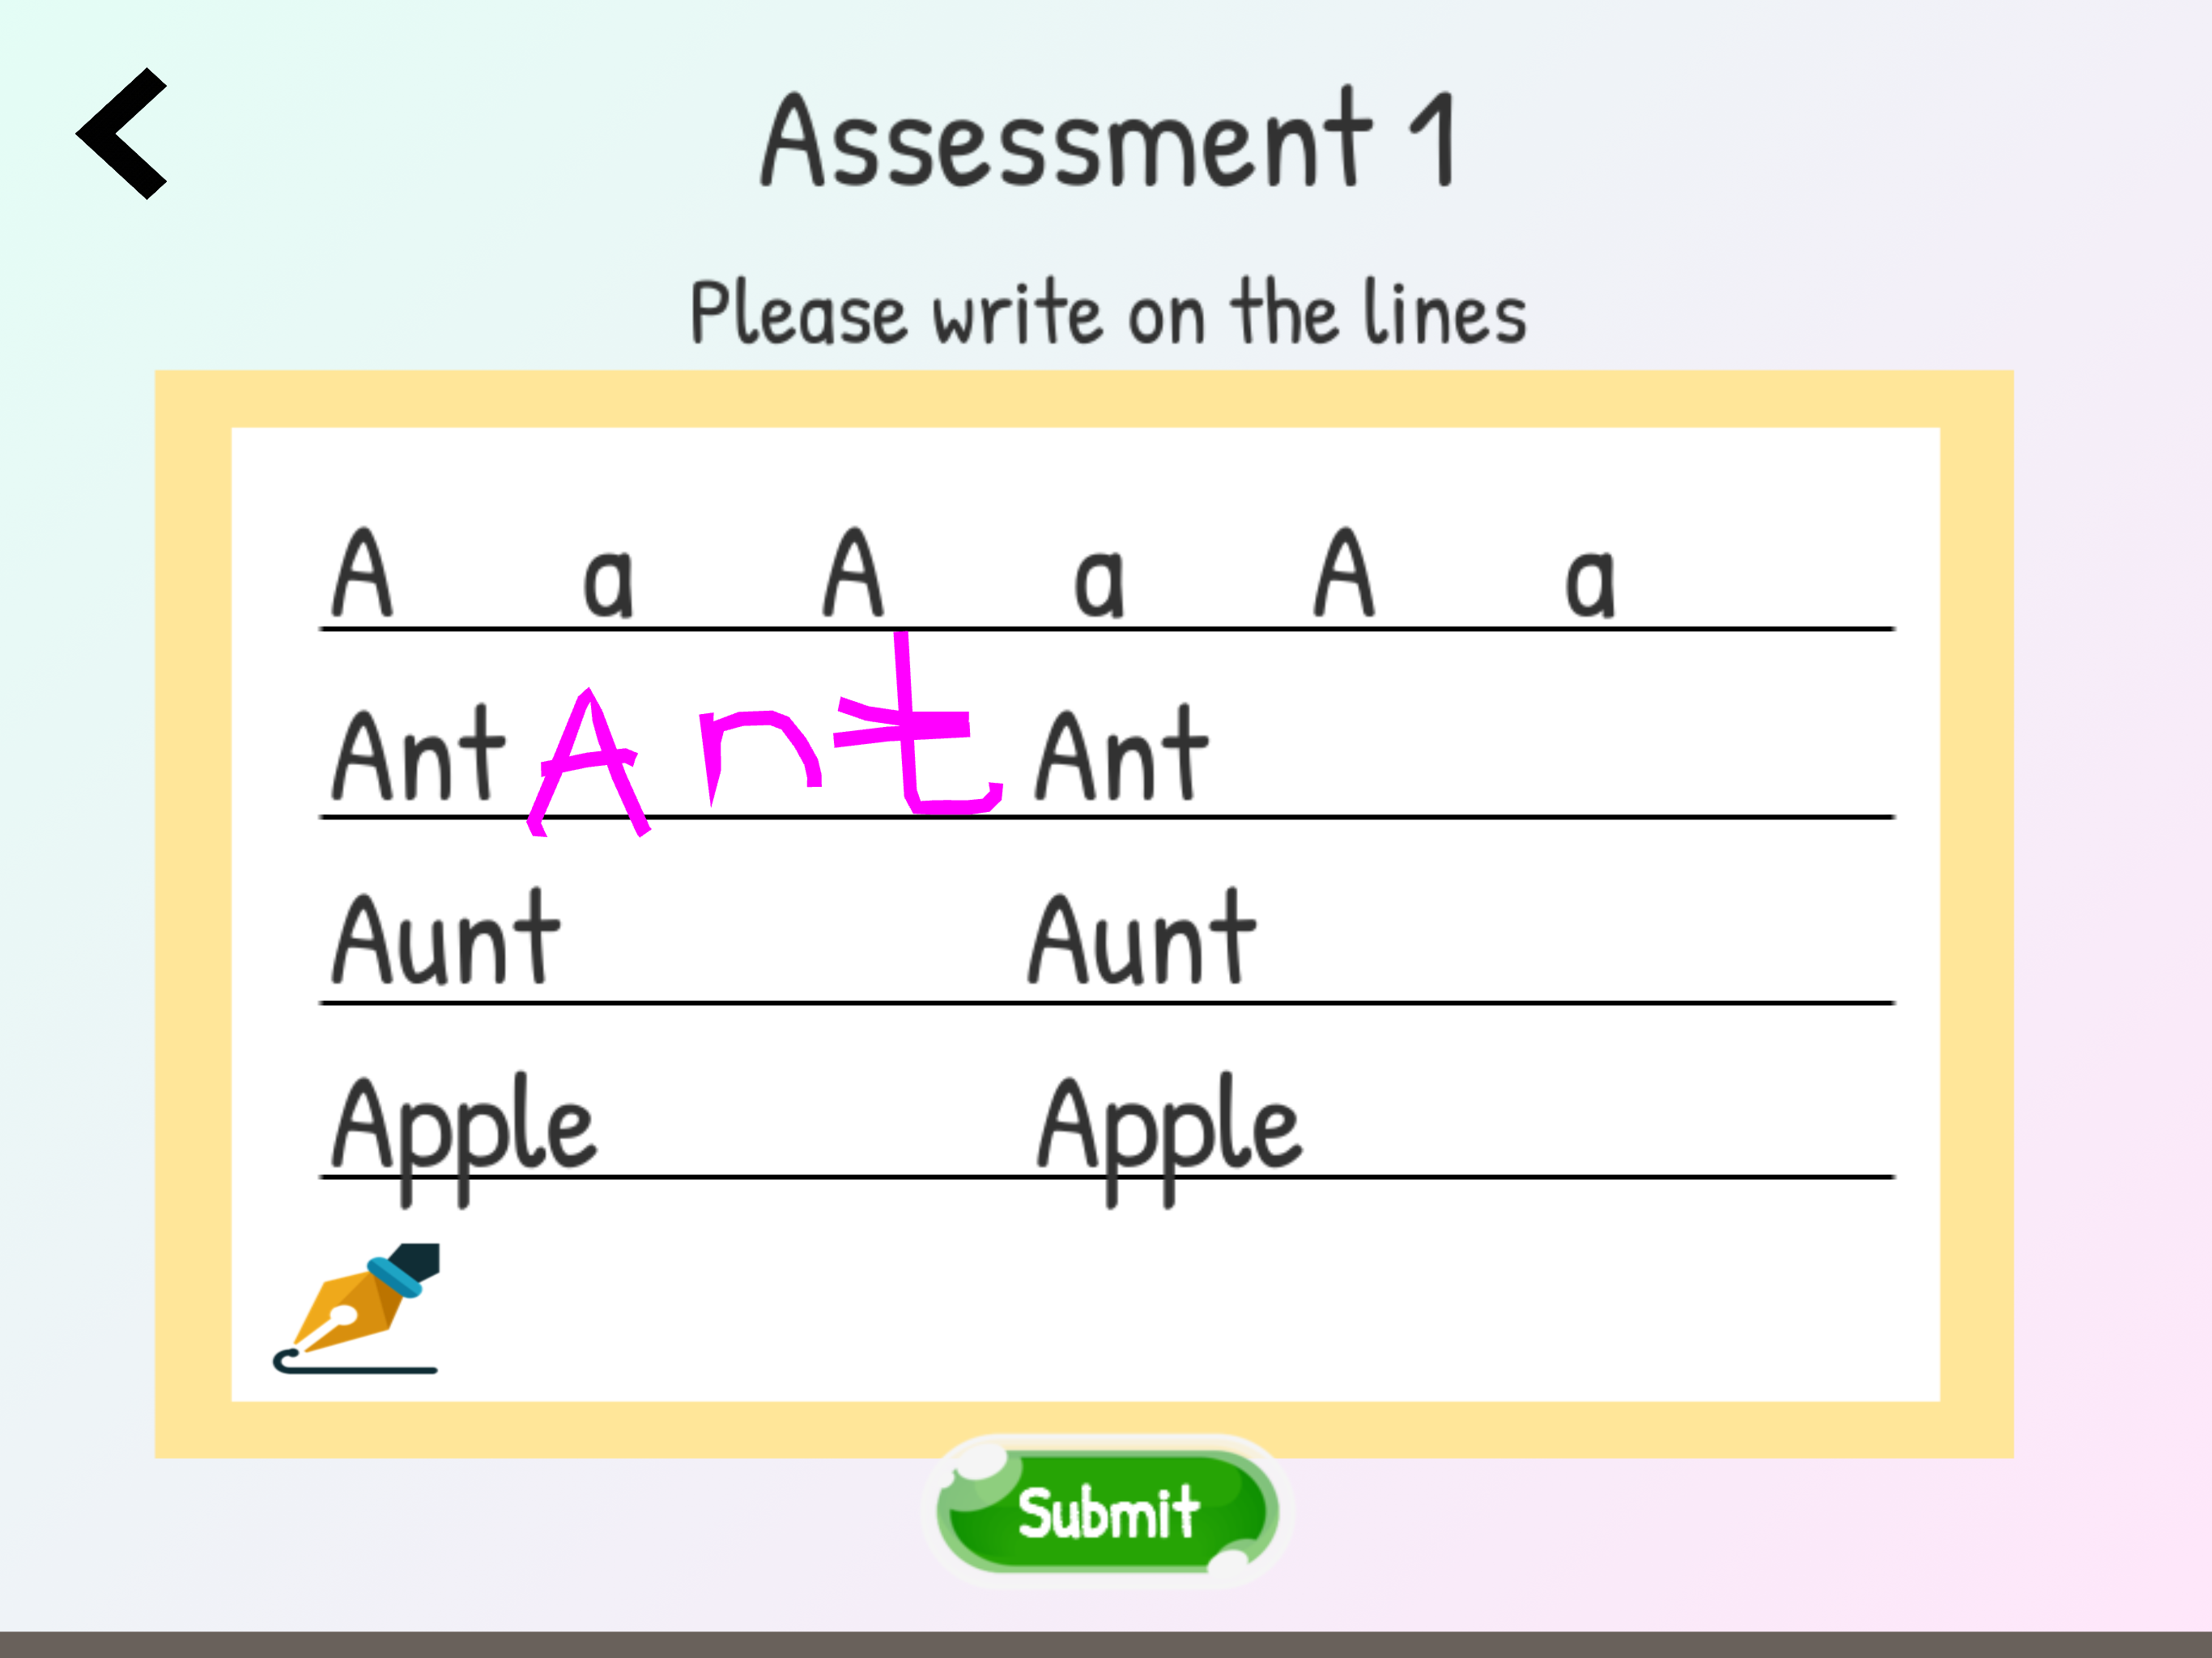 Assessment 1
Please write on the lines
A a A a A a
Ant Ant Ant
Aunt Aunt
Apple Apple
Submit